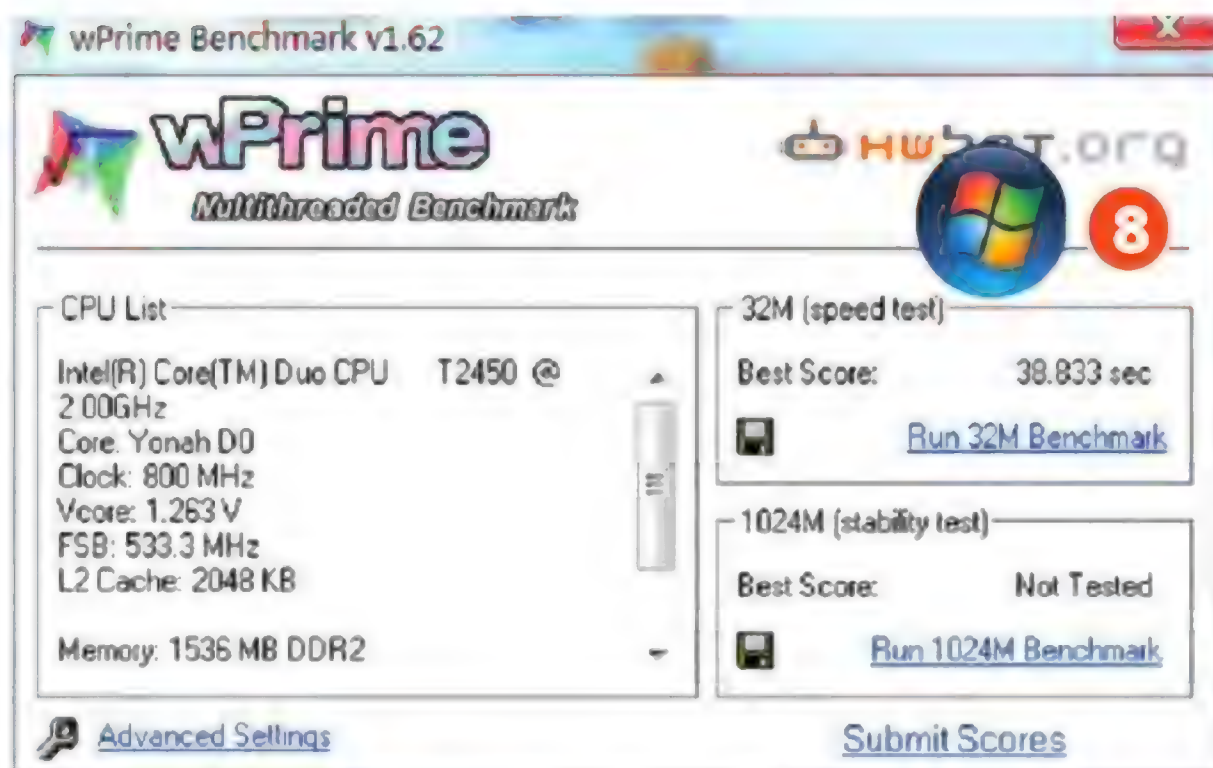 wPrime Benchmark v1.62
X
wPrime
Multithreaded Benchmark
HWBOT.org
8
CPU List
Intel(R) Core(TM) Duo CPU T2450 @
2.00GHz
Core: Yonah D0
Clock: 800 MHz
Vcore: 1.263 V
FSB: 533.3 MHz
L2 Cache: 2048 KB
Memory: 1536 MB DDR2
32M (speed test)
Best Score: 38.833 sec
Run 32M Benchmark
1024M (stability test)
Best Score: Not Tested
Run 1024M Benchmark
Advanced Settings
Submit Scores